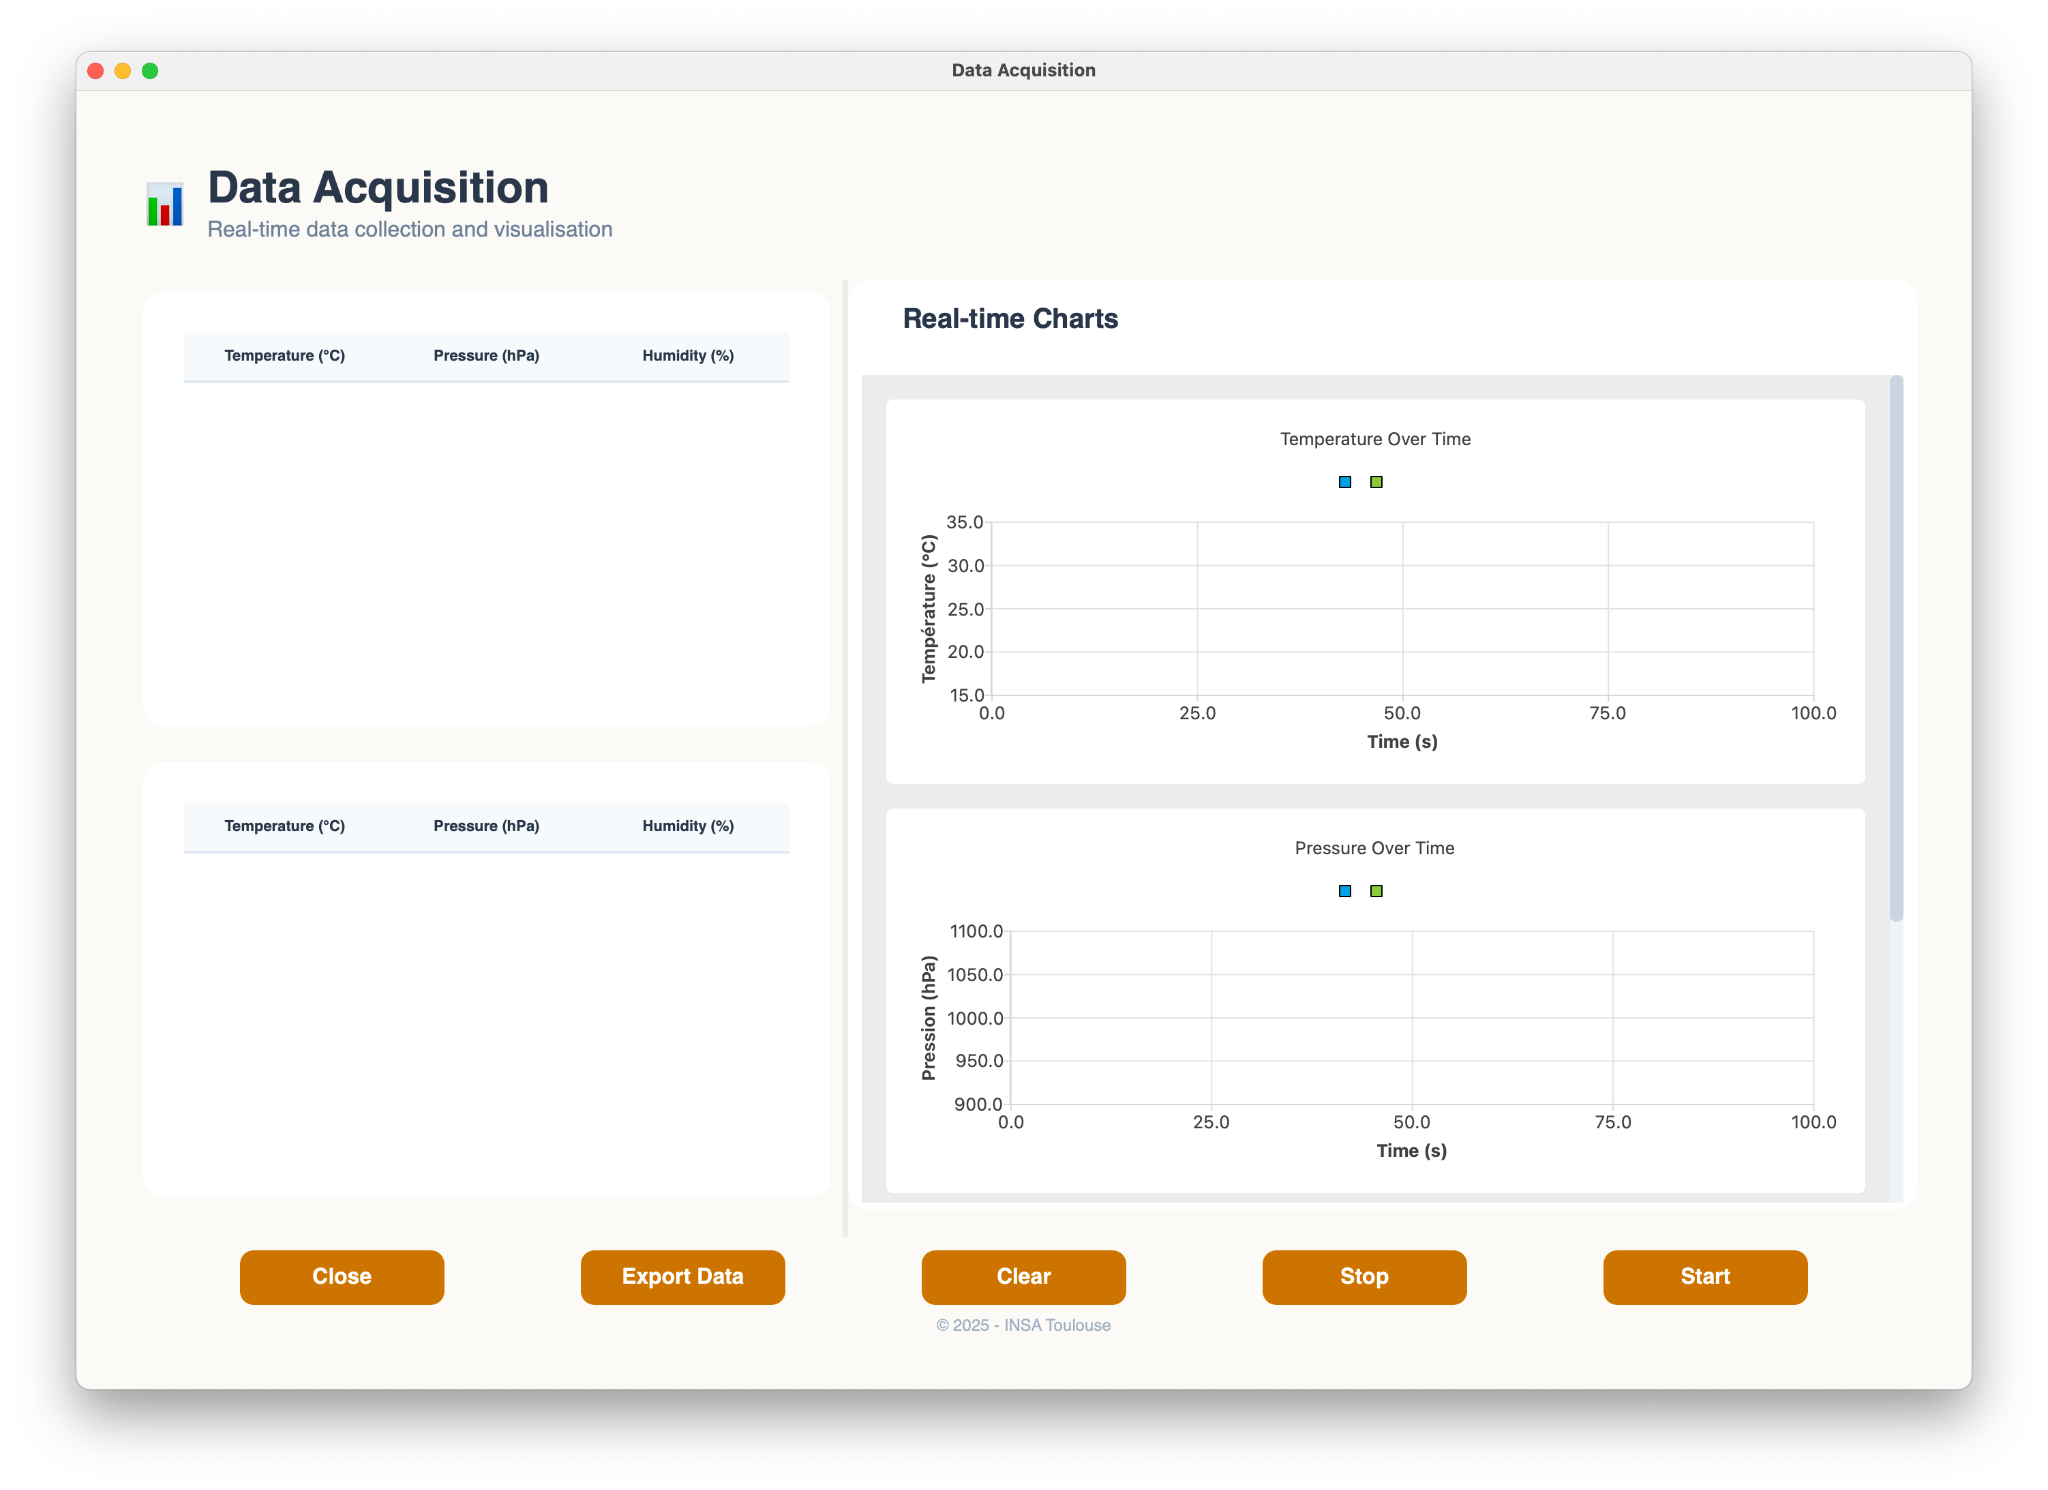 Data Acquisition
Data Acquisition
Real-time data collection and visualisation
Temperature (°C) Pressure (hPa) Humidity (%)
Temperature (°C) Pressure (hPa) Humidity (%)
Real-time Charts
Temperature Over Time
Température (°C)
35.0
30.0
25.0
20.0
15.0
0.0 25.0 50.0 75.0 100.0
Time (s)
Pressure Over Time
Pression (hPa)
1100.0
1050.0
1000.0
950.0
900.0
0.0 25.0 50.0 75.0 100.0
Time (s)
Close Export Data Clear Stop Start
© 2025 - INSA Toulouse